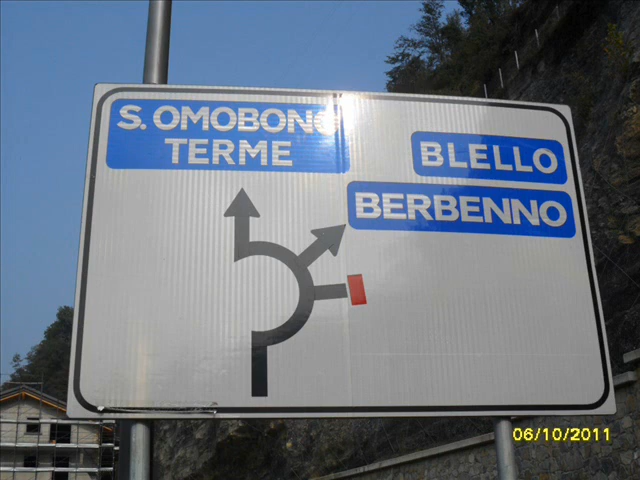 S. OMOBONO
TERME
BLELLO
BERBENNO
06/10/2011